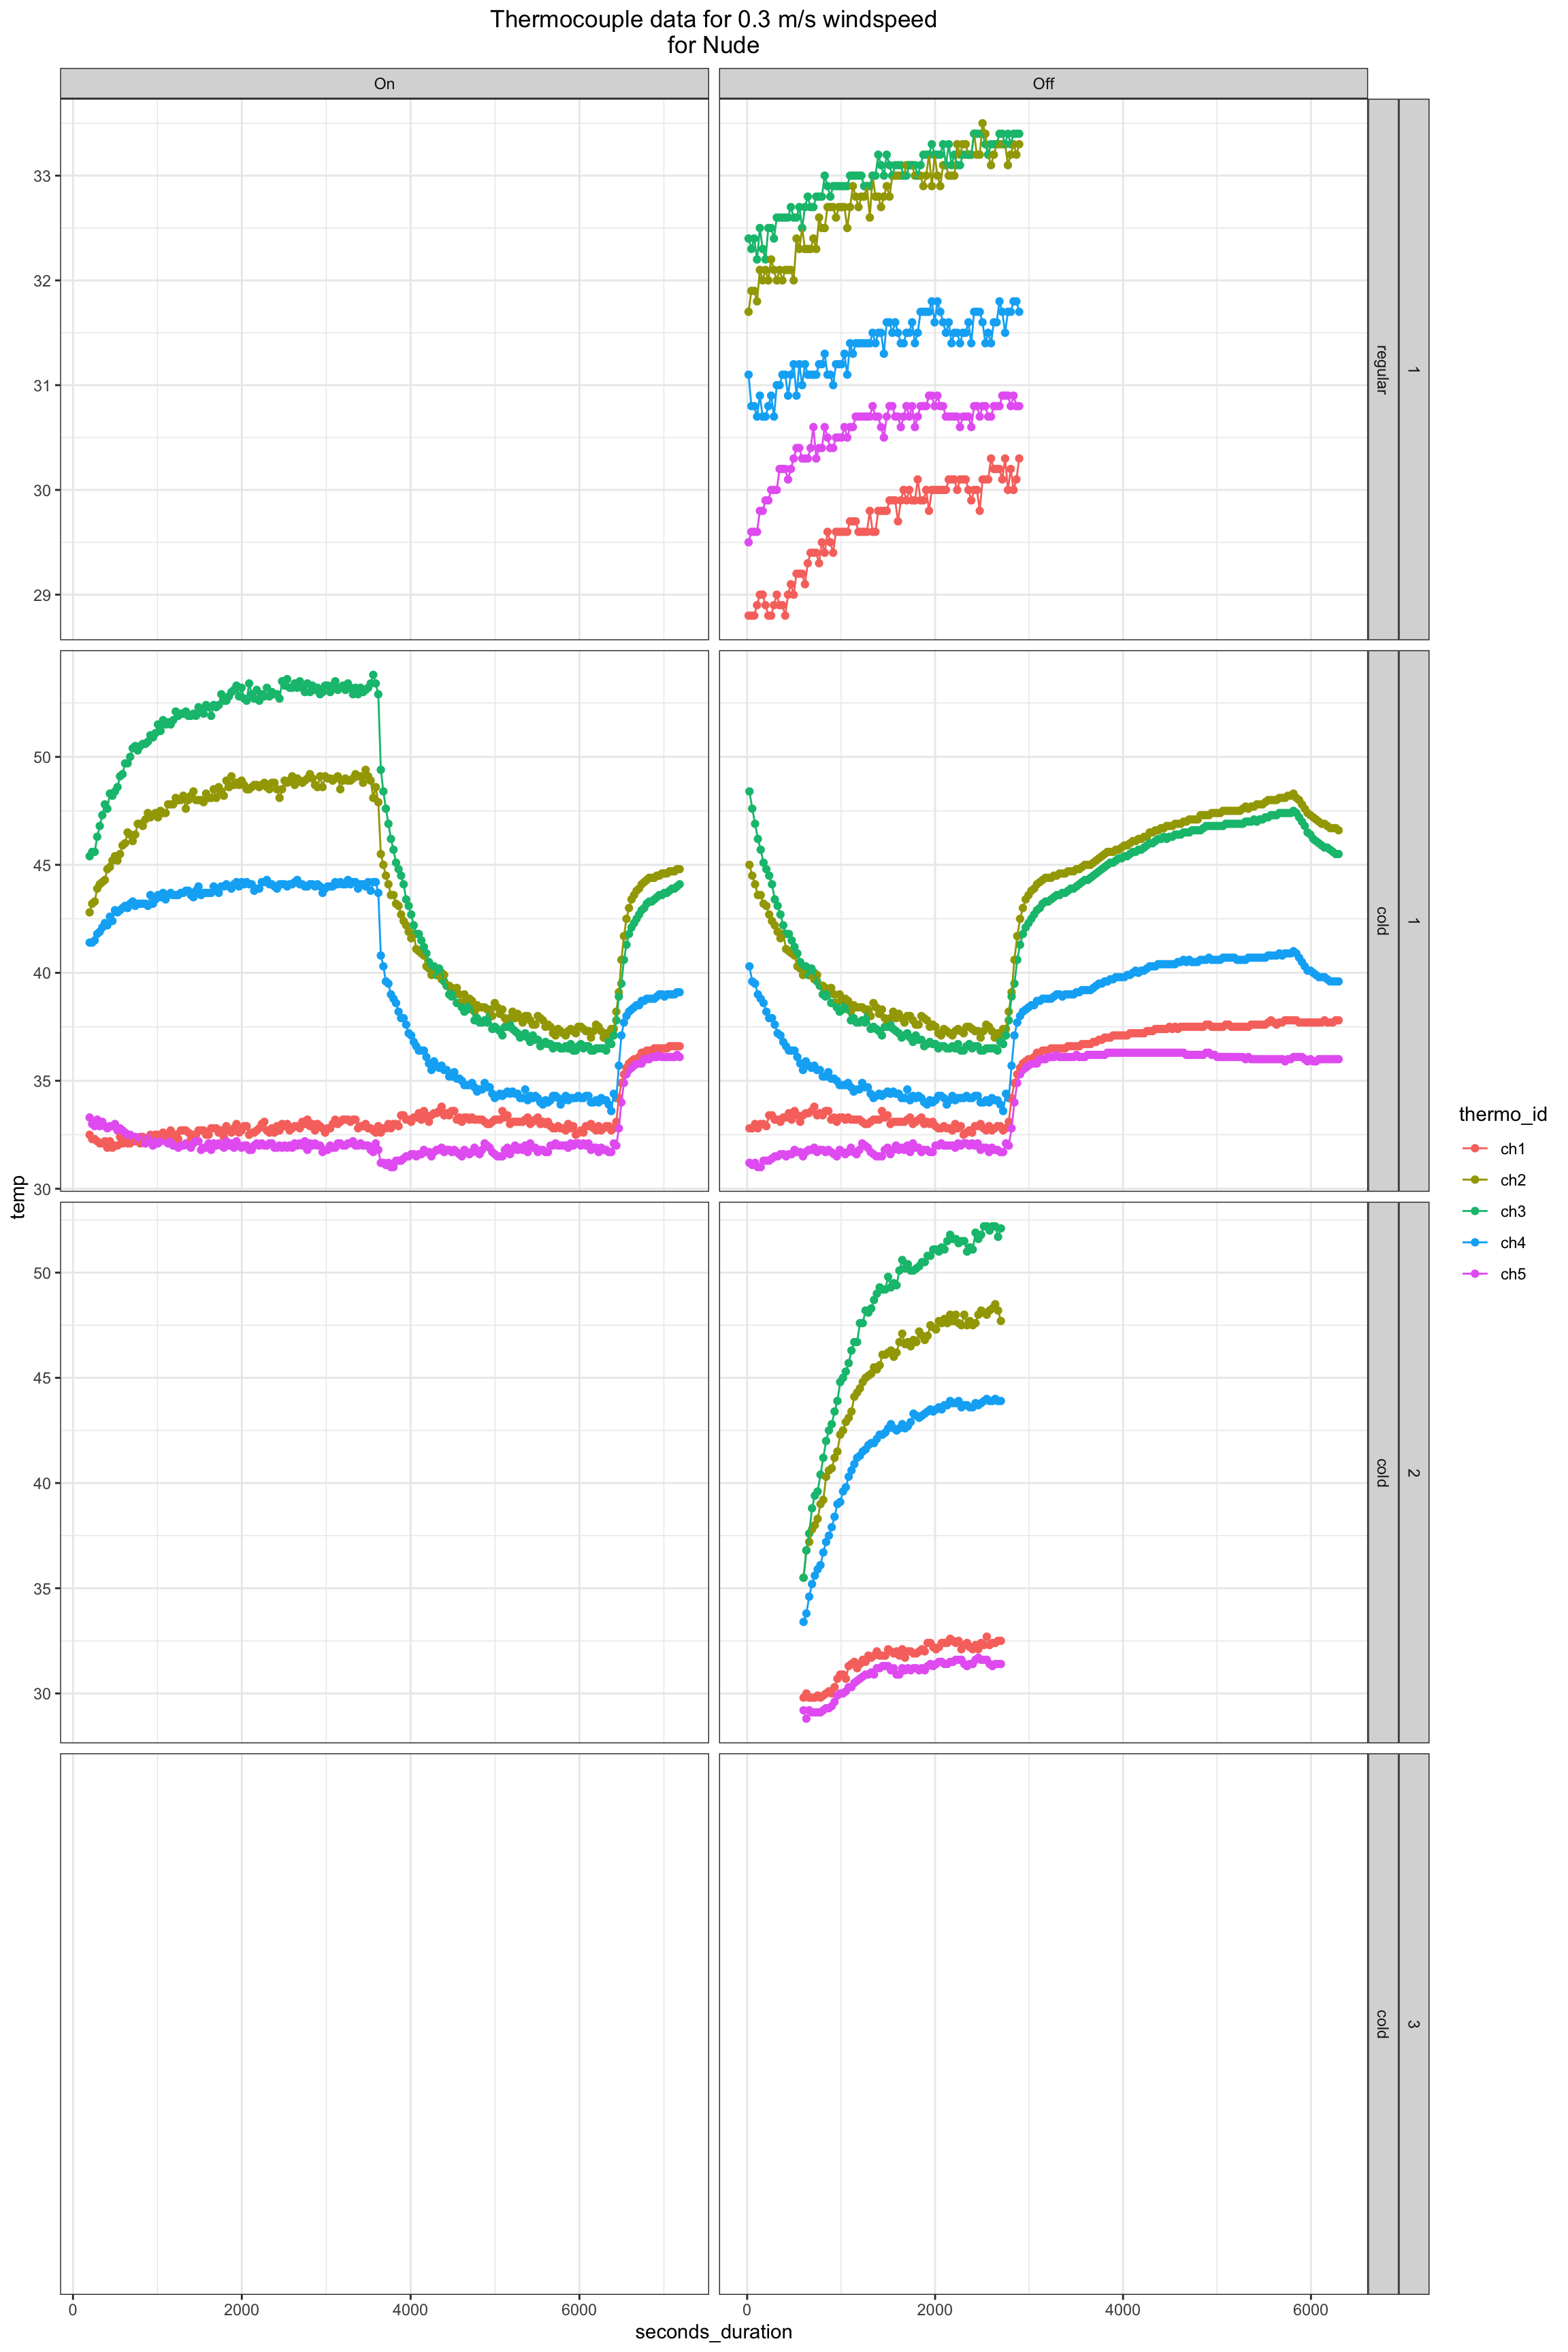 Thermocouple data for 0.3 m/s windspeed
for Nude
On
Off
33
32
31
30
29
regular
1
50
45
40
35
30
cold
1
temp
50
45
40
35
30
cold
2
cold
3
0
2000
4000
6000
0
2000
4000
6000
seconds_duration
thermo_id
ch1
ch2
ch3
ch4
ch5